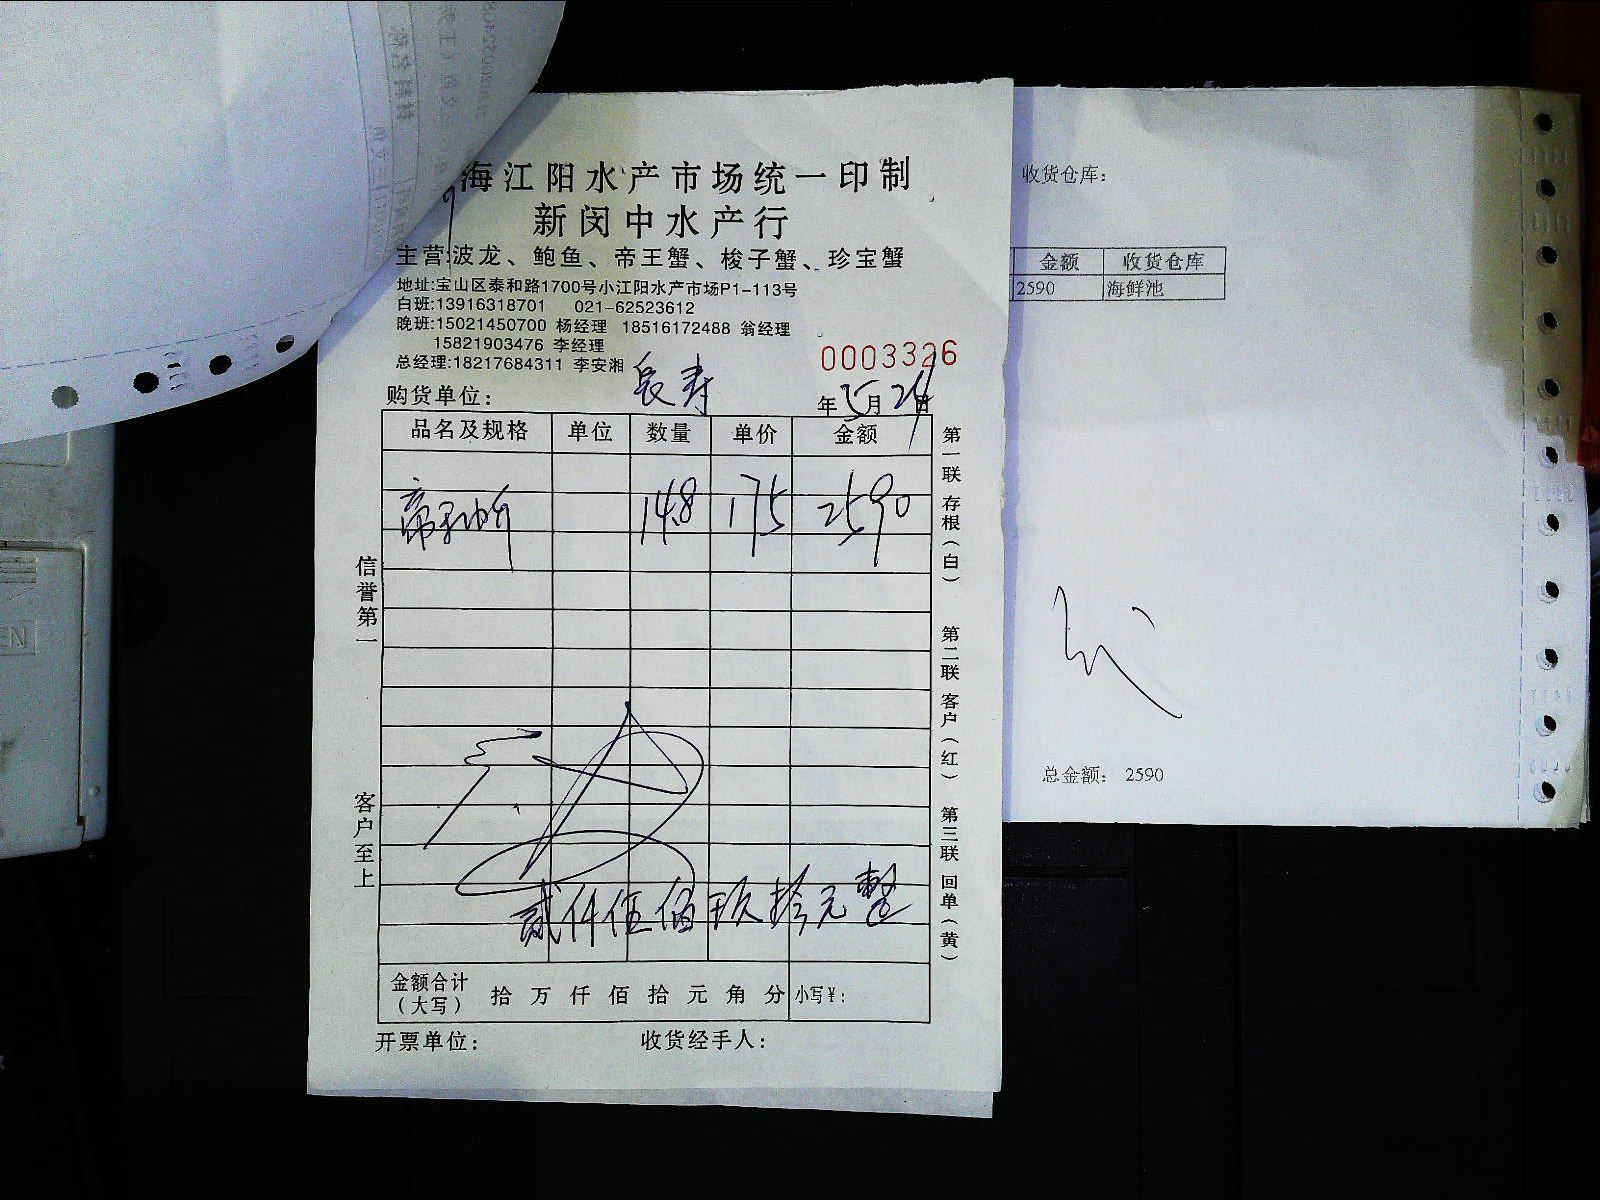 海江阳水产市场统一印制
新闵中水产行
主营:波龙、鲍鱼、帝王蟹、梭子蟹、珍宝蟹
地址:宝山区泰和路1700号小江阳水产市场P1-113号
白班:13916318701 021-62523612
晚班:15021450700 杨经理 18516172488 翁经理
15821903476 李经理
总经理:18217684311 李安湘
0003326
购货单位: 长寿 年 5月 日
品名及规格 单位 数量 单价 金额
14.8 175 2590
贰仟伍佰玖拾元整
金额合计
(大写) 拾 万 仟 佰 拾 元 角 分 小写¥:
开票单位: 收货经手人:
信誉第一
客户至上
第一联 存根(白)
第二联 客户(红)
第三联 回单(黄)
收货仓库:
金额 收货仓库
2590 海鲜池
总金额: 2590